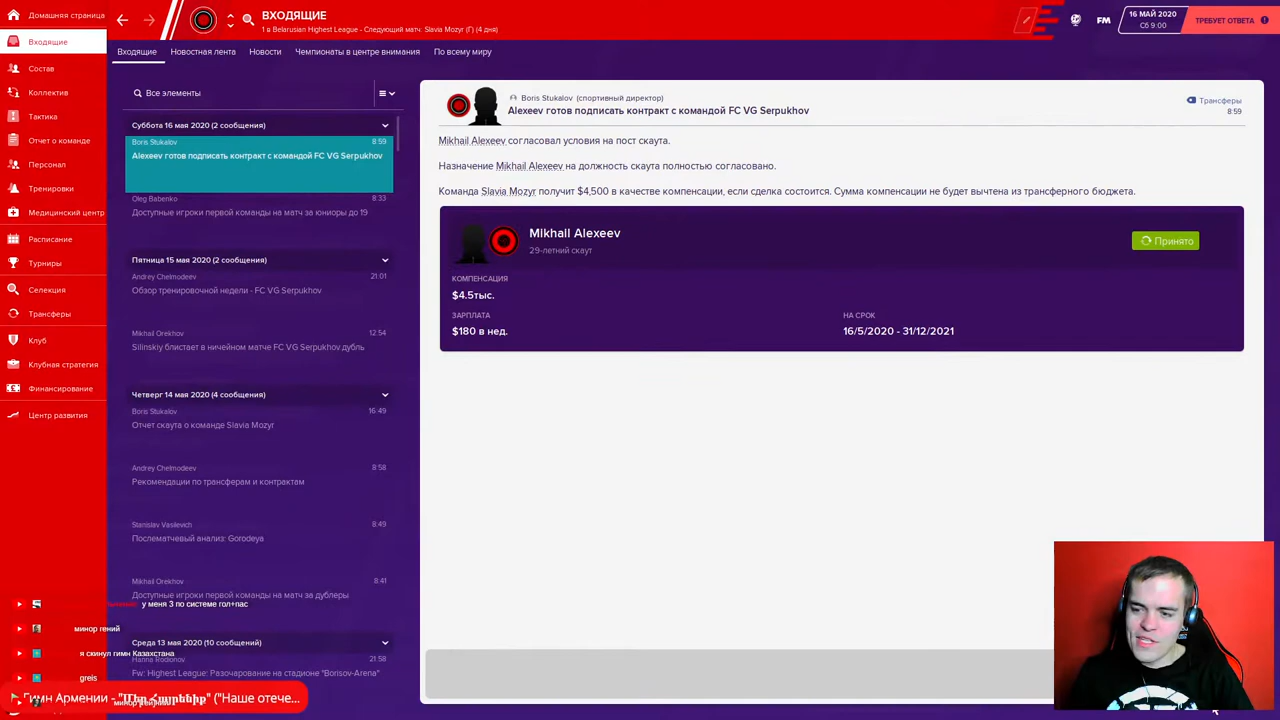 Домашняя страница
Входящие
Состав
Коллектив
Тактика
Отчет о команде
Персонал
Тренировки
Медицинский центр
Расписание
Турниры
Селекция
Трансферы
Клуб
Клубная стратегия
Финансирование
Центр развития
ВХОДЯЩИЕ
1 в Belarusian Highest League - Следующий матч: Slavia Mozyr (Г) (4 дня)
FM
16 МАЙ 2020
Сб 9:00
ТРЕБУЕТ ОТВЕТА
Входящие
Новостная лента
Новости
Чемпионаты в центре внимания
По всему миру
Все элементы
Суббота 16 мая 2020 (2 сообщения)
Boris Stukalov 8:59
Alexeev готов подписать контракт с командой FC VG Serpukhov
Oleg Babenko 8:33
Доступные игроки первой команды на матч за юниоры до 19
Пятница 15 мая 2020 (2 сообщения)
Andrey Chelmodeev 21:01
Обзор тренировочной недели - FC VG Serpukhov
Mikhail Orekhov 12:54
Silinskiy блистает в ничейном матче FC VG Serpukhov дубль
Четверг 14 мая 2020 (4 сообщения)
Boris Stukalov 16:49
Отчет скаута о команде Slavia Mozyr
Andrey Chelmodeev 8:58
Рекомендации по трансферам и контрактам
Stanislav Vasilevich 8:49
Послематчевый анализ: Gorodeya
Mikhail Orekhov 8:41
Доступные игроки первой команды на матч за дублеры
Среда 13 мая 2020 (10 сообщений)
Hanna Rodionov 21:58
Fw: Highest League: Разочарование на стадионе "Borisov-Arena"
Boris Stukalov (спортивный директор)
Alexeev готов подписать контракт с командой FC VG Serpukhov
Трансферы
8:59
Mikhail Alexeev согласовал условия на пост скаута.
Назначение Mikhail Alexeev на должность скаута полностью согласовано.
Команда Slavia Mozyr получит $4,500 в качестве компенсации, если сделка состоится. Сумма компенсации не будет вычтена из трансферного бюджета.
Mikhail Alexeev
29-летний скаут
Принято
КОМПЕНСАЦИЯ
$4.5тыс.
ЗАРПЛАТА
$180 в нед.
НА СРОК
16/5/2020 - 31/12/2021
у меня 3 по системе гол+пас
минор гений
я скинул гимн Казахстана
greis
Гимн Армении - "Մեր Հայրենիք" ("Наше отече...